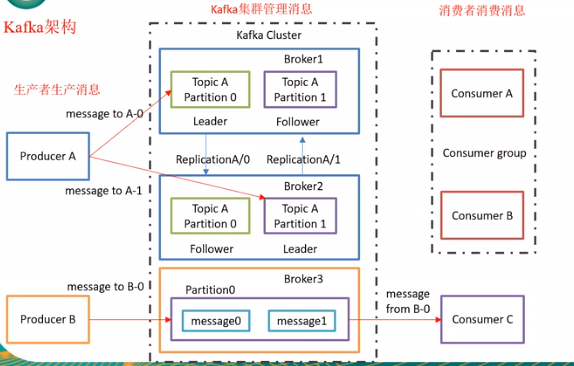 Kafka架构
Kafka集群管理消息
消费者消费消息
生产者生产消息
Kafka Cluster
Broker1
Topic A
Partition 0
Topic A
Partition 1
Leader
Follower
message to A-0
Producer A
message to A-1
ReplicationA/0
ReplicationA/1
Broker2
Topic A
Partition 0
Topic A
Partition 1
Follower
Leader
Consumer A
Consumer group
Consumer B
message to B-0
Producer B
Broker3
Partition0
message0
message1
message
from B-0
Consumer C